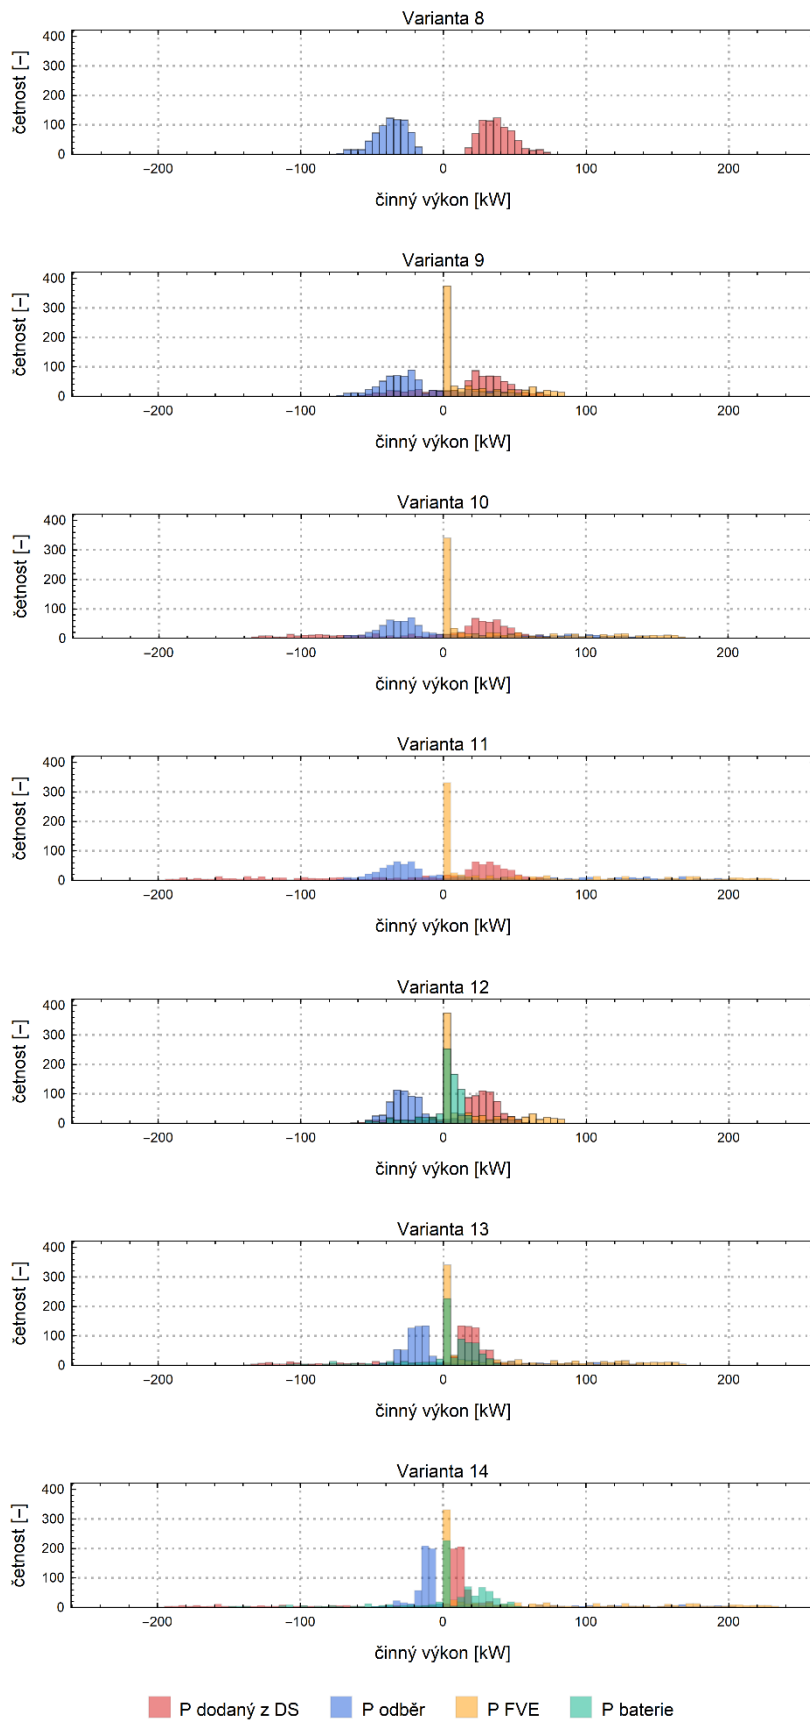 Varianta 8
četnost [−]
400
300
200
100
0
−200 −100 0 100 200
činný výkon [kW]
Varianta 9
četnost [−]
400
300
200
100
0
−200 −100 0 100 200
činný výkon [kW]
Varianta 10
četnost [−]
400
300
200
100
0
−200 −100 0 100 200
činný výkon [kW]
Varianta 11
četnost [−]
400
300
200
100
0
−200 −100 0 100 200
činný výkon [kW]
Varianta 12
četnost [−]
400
300
200
100
0
−200 −100 0 100 200
činný výkon [kW]
Varianta 13
četnost [−]
400
300
200
100
0
−200 −100 0 100 200
činný výkon [kW]
Varianta 14
četnost [−]
400
300
200
100
0
−200 −100 0 100 200
činný výkon [kW]
P dodaný z DS P odběr P FVE P baterie